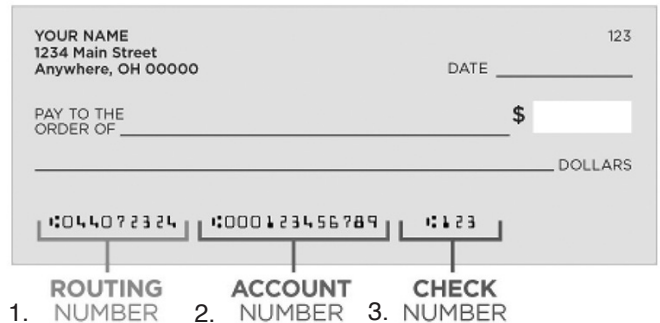 YOUR NAME 123
1234 Main Street
Anywhere, OH 00000
DATE
PAY TO THE
ORDER OF $
DOLLARS
⑆044072324 ⑆000123456789 ⑆123
ROUTING ACCOUNT CHECK
1. NUMBER 2. NUMBER 3. NUMBER